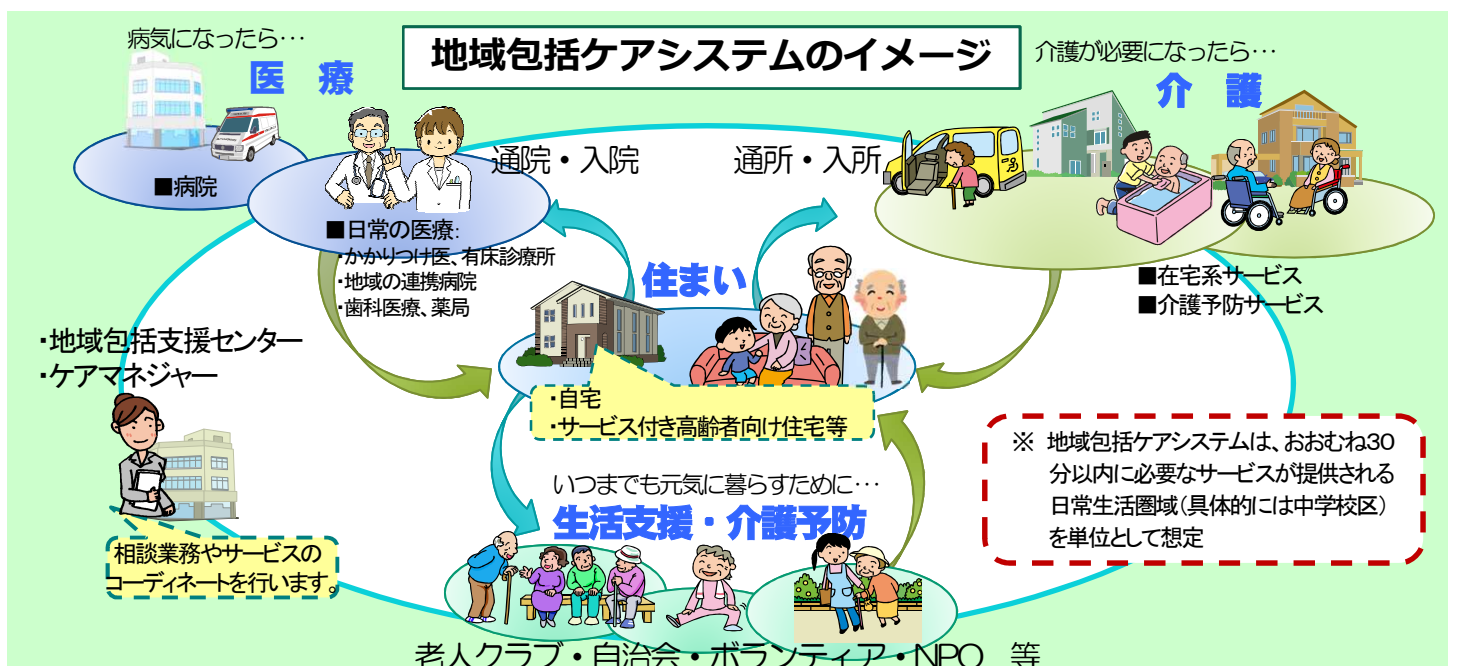 地域包括ケアシステムのイメージ
病気になったら･･･
医　療
■病院
■日常の医療:
・かかりつけ医、有床診療所
・地域の連携病院
・歯科医療、薬局
通院・入院
通所・入所
介護が必要になったら･･･
介　護
■在宅系サービス
■介護予防サービス
住まい
・自宅
・サービス付き高齢者向け住宅等
・地域包括支援センター
・ケアマネジャー
相談業務やサービスの
コーディネートを行います。
いつまでも元気に暮らすために･･･
生活支援・介護予防
老人クラブ・自治会・ボランティア・NPO　等
※　地域包括ケアシステムは、おおむね30
分以内に必要なサービスが提供される
日常生活圏域（具体的には中学校区）
を単位として想定